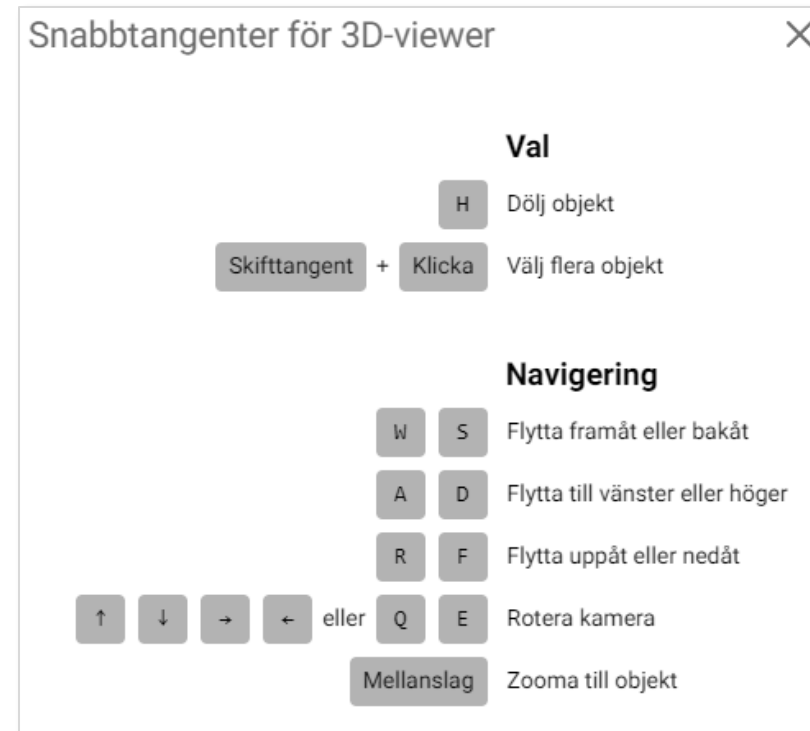 Snabbtangenter för 3D-viewer
Val
H Dölj objekt
Skifttangent + Klicka Välj flera objekt
Navigering
W S Flytta framåt eller bakåt
A D Flytta till vänster eller höger
R F Flytta uppåt eller nedåt
↑ ↓ → ← eller Q E Rotera kamera
Mellanslag Zooma till objekt